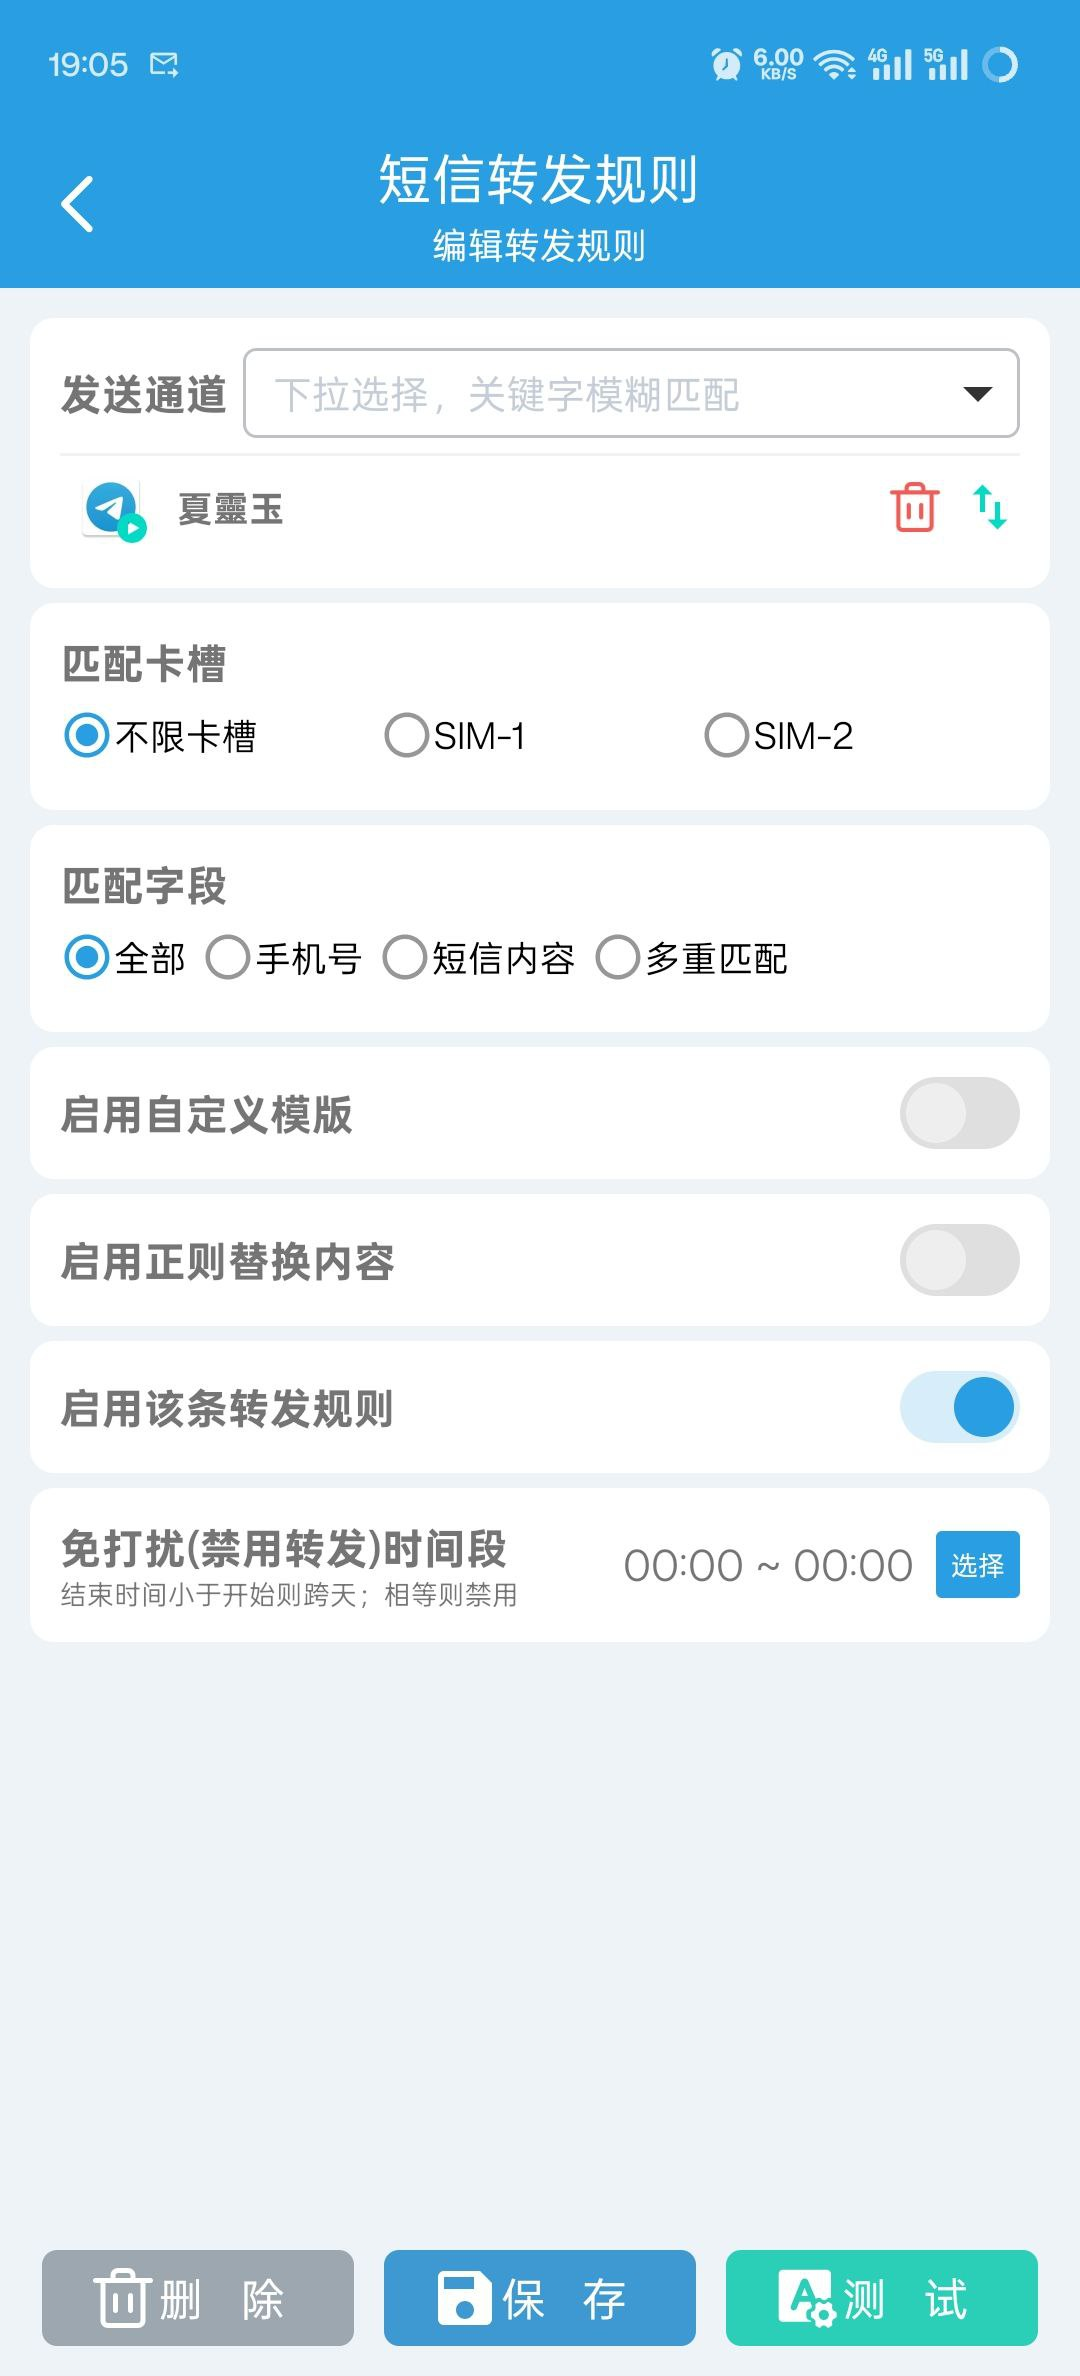 19:05 6.00 KB/S 4G 5G
短信转发规则
编辑转发规则
发送通道 下拉选择，关键字模糊匹配
夏靈玉
匹配卡槽
不限卡槽 SIM-1 SIM-2
匹配字段
全部 手机号 短信内容 多重匹配
启用自定义模版
启用正则替换内容
启用该条转发规则
免打扰(禁用转发)时间段
00:00 ~ 00:00 选择
结束时间小于开始则跨天；相等则禁用
删 除 保 存 测 试